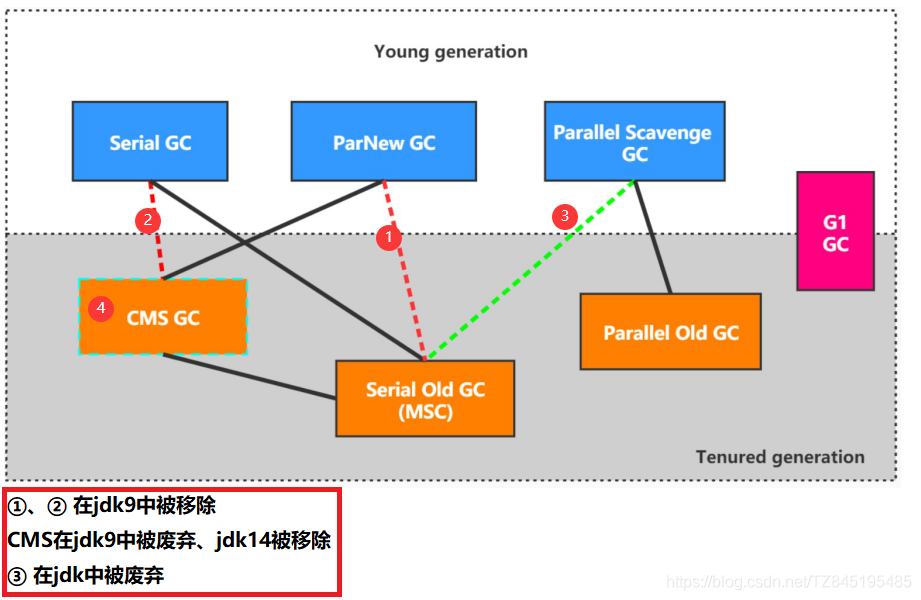 Young generation
Serial GC
ParNew GC
Parallel Scavenge
GC
②
①
③
G1
GC
④
CMS GC
Parallel Old GC
Serial Old GC
(MSC)
Tenured generation
①、② 在jdk9中被移除
CMS在jdk9中被废弃、jdk14被移除
③ 在jdk中被废弃
https://blog.csdn.net/TZ845195485